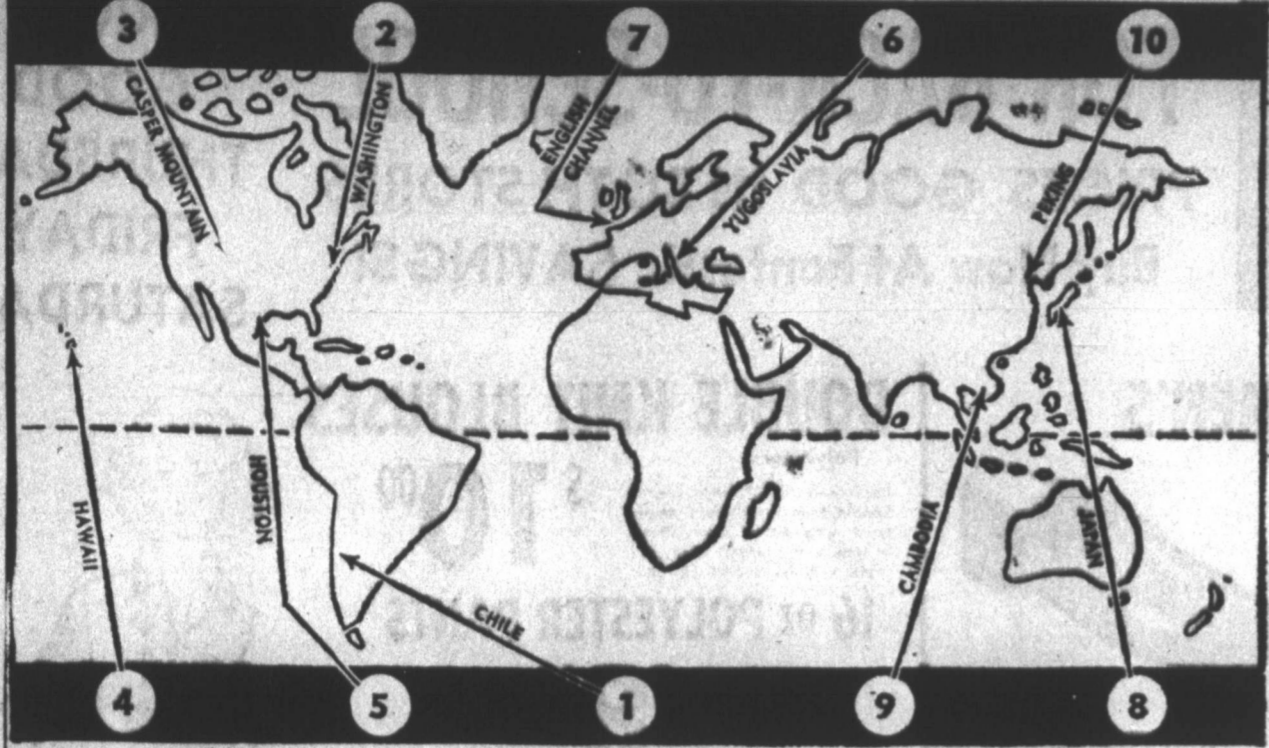 3
2
7
6
10
CASPER MOUNTAIN
WASHINGTON
ENGLISH
CHANNEL
YUGOSLAVIA
PEKING
HAWAII
HOUSTON
CHILE
CAMBODIA
JAPAN
4
5
1
9
8